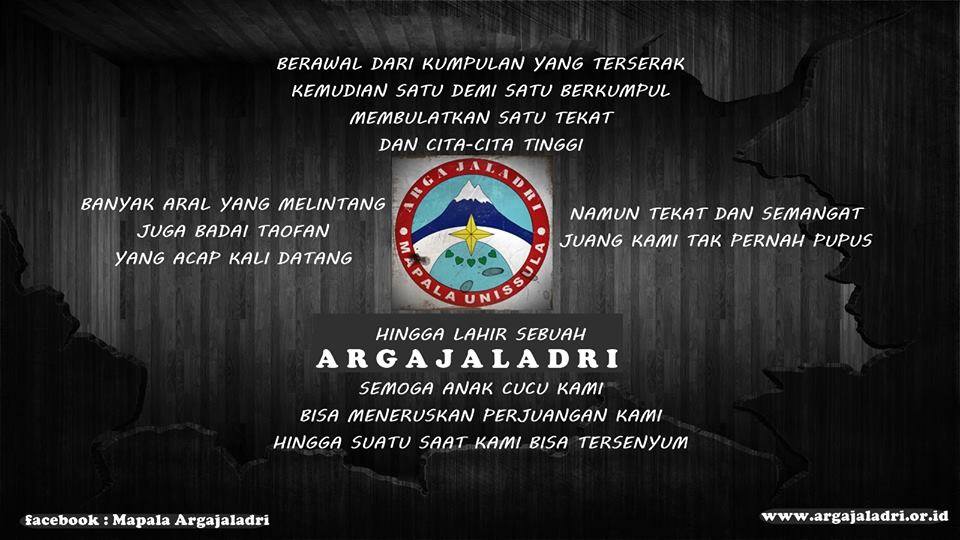 BERAWAL DARI KUMPULAN YANG TERSERAK
KEMUDIAN SATU DEMI SATU BERKUMPUL
MEMBULATKAN SATU TEKAT
DAN CITA-CITA TINGGI
ARGA JALADRI
MAPALA UNISSULA
BANYAK ARAL YANG MELINTANG
JUGA BADAI TAOFAN
YANG ACAP KALI DATANG
NAMUN TEKAT DAN SEMANGAT
JUANG KAMI TAK PERNAH PUPUS
HINGGA LAHIR SEBUAH
ARGAJALADRI
SEMOGA ANAK CUCU KAMI
BISA MENERUSKAN PERJUANGAN KAMI
HINGGA SUATU SAAT KAMI BISA TERSENYUM
facebook : Mapala Argajaladri
www.argajaladri.or.id